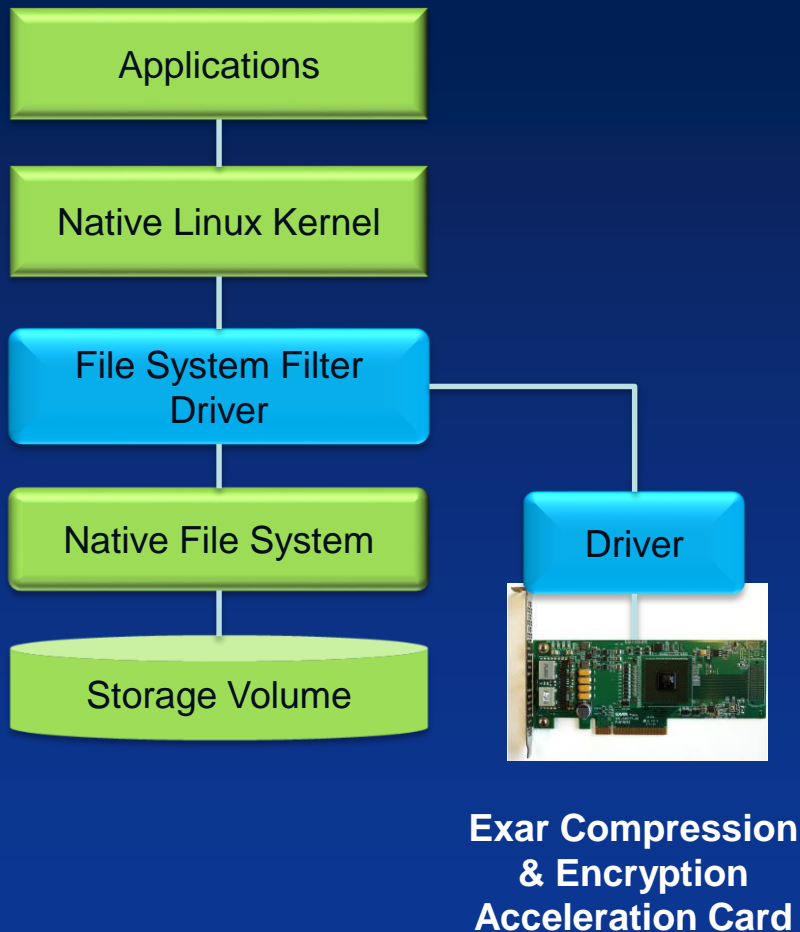 Applications
Native Linux Kernel
File System Filter
Driver
Native File System
Driver
Storage Volume
Exar Compression
& Encryption
Acceleration Card